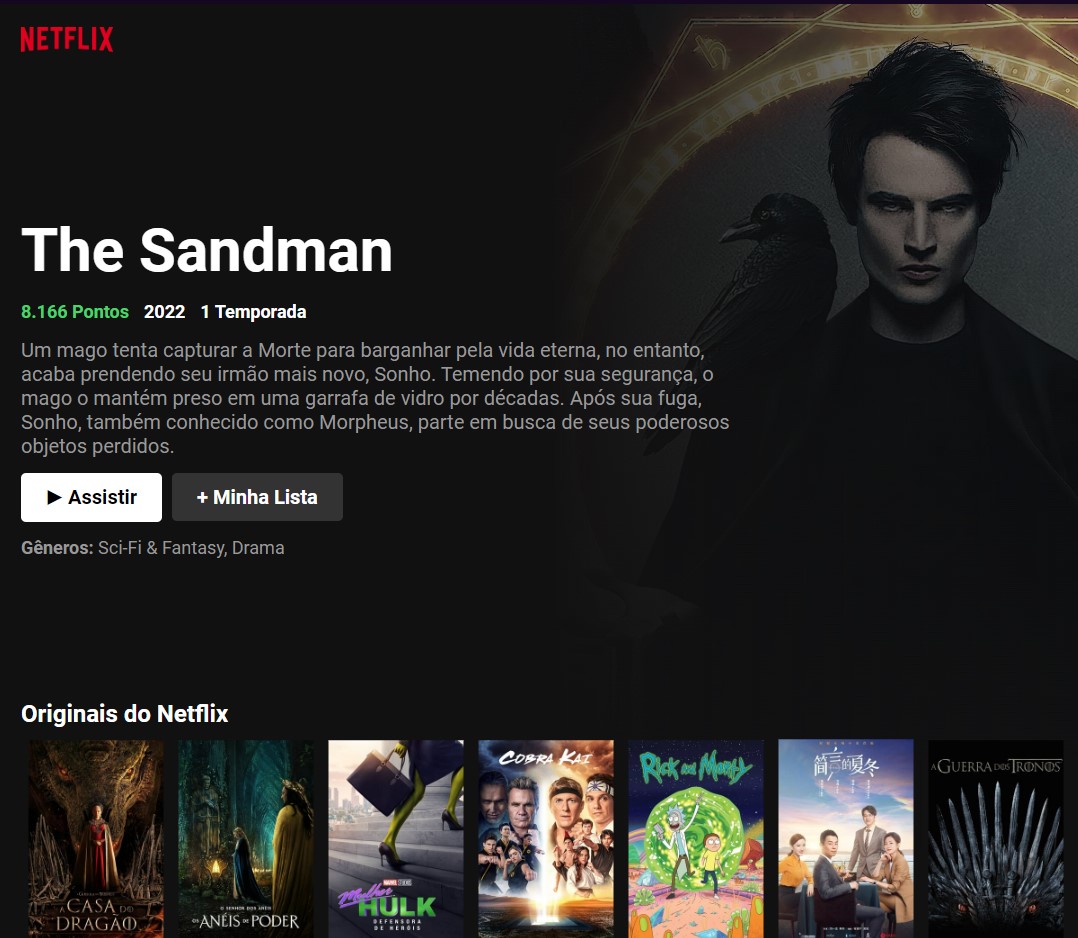 NETFLIX
The Sandman
8.166 Pontos 2022 1 Temporada
Um mago tenta capturar a Morte para barganhar pela vida eterna, no entanto,
acaba prendendo seu irmão mais novo, Sonho. Temendo por sua segurança, o
mago o mantém preso em uma garrafa de vidro por décadas. Após sua fuga,
Sonho, também conhecido como Morpheus, parte em busca de seus poderosos
objetos perdidos.
▶ Assistir + Minha Lista
Gêneros: Sci-Fi & Fantasy, Drama
Originais do Netflix
A CASA DO
DRAGÃO
O SENHOR DOS ANÉIS
OS ANÉIS DE PODER
MARVEL STUDIOS
Mulher
HULK
DEFENSORA
DE HERÓIS
COBRA KAI
Rick and Morty
简言的夏冬
A GUERRA DOS TRONOS